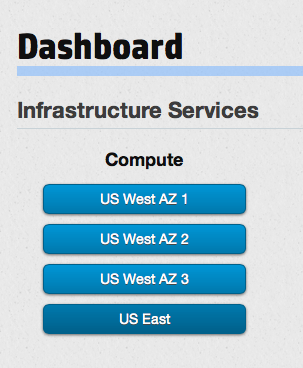 Dashboard
Infrastructure Services
Compute
US West AZ 1
US West AZ 2
US West AZ 3
US East